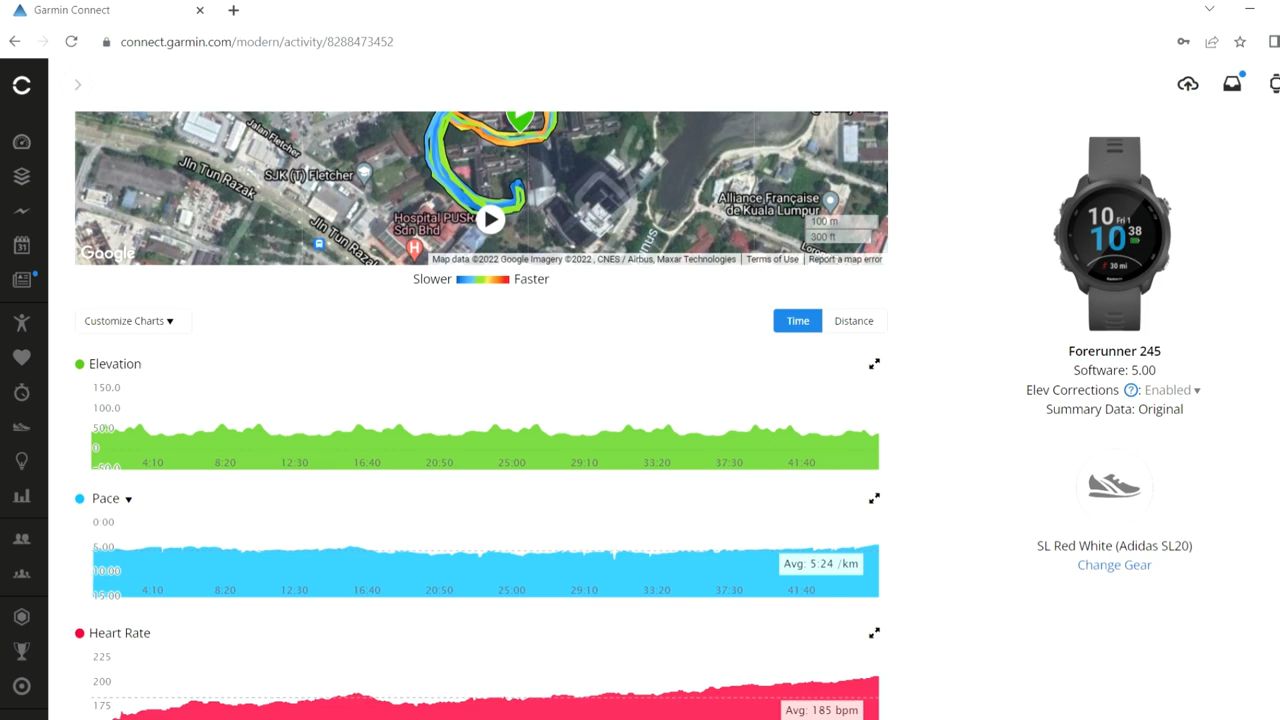 Garmin Connect
connect.garmin.com/modern/activity/8288473452
31
Jalan Fletcher
Jln Tun Razak
SJK (T) Fletcher
Hospital PUSR
Sdn Bhd
Jln Tun Razak
Alliance Française
de Kuala Lumpur
100 m
300 ft
Google
Map data ©2022 Google Imagery ©2022 , CNES / Airbus, Maxar Technologies
Terms of Use
Report a map error
Slower
Faster
Customize Charts ▾
Time
Distance
Elevation
150.0
100.0
50.0
0
-50.0
4:10 8:20 12:30 16:40 20:50 25:00 29:10 33:20 37:30 41:40
Pace ▾
0:00
5:00
10:00
15:00
Avg: 5:24 /km
4:10 8:20 12:30 16:40 20:50 25:00 29:10 33:20 37:30 41:40
Heart Rate
225
200
175
Avg: 185 bpm
10 Fri 1
10 38
30 mi
Forerunner 245
Software: 5.00
Elev Corrections ?: Enabled ▾
Summary Data: Original
SL Red White (Adidas SL20)
Change Gear